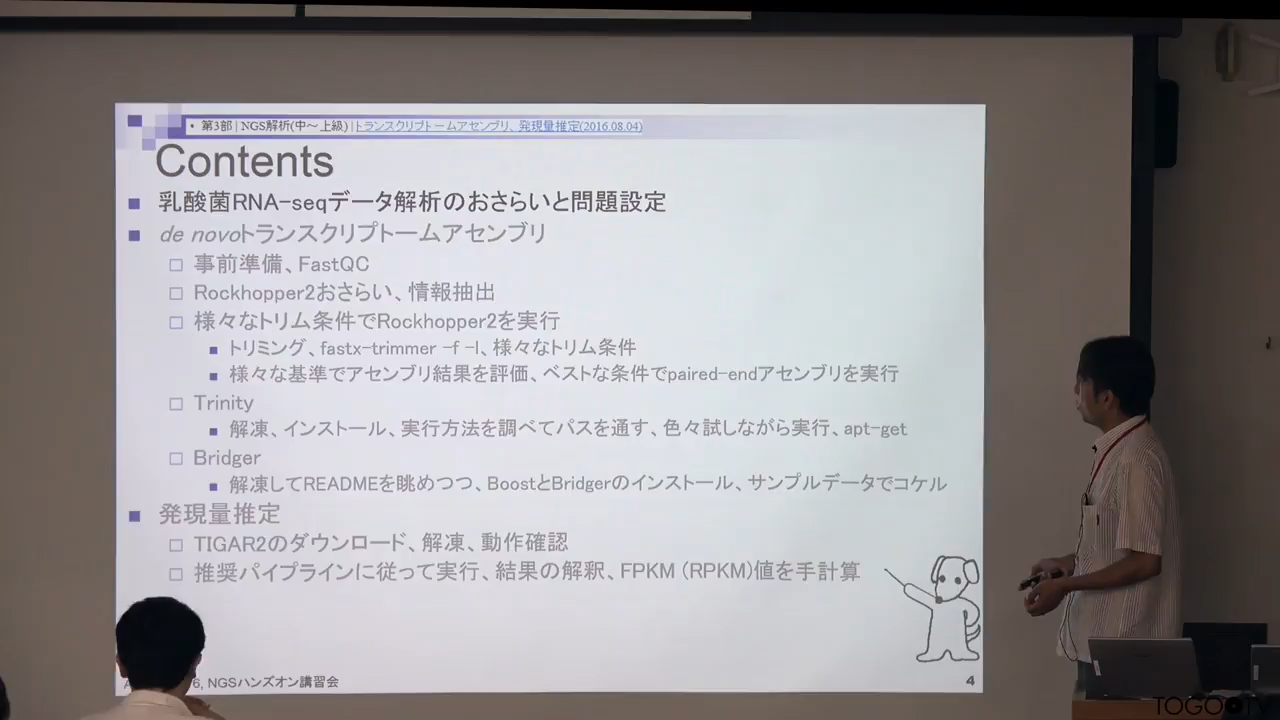 • 第3部 | NGS解析(中～上級) | トランスクリプトームアセンブリ、発現量推定(2016.08.04)
Contents
■ 乳酸菌RNA-seqデータ解析のおさらいと問題設定
■ de novoトランスクリプトームアセンブリ
□ 事前準備、FastQC
□ Rockhopper2おさらい、情報抽出
□ 様々なトリム条件でRockhopper2を実行
■ トリミング、fastx-trimmer -f -l、様々なトリム条件
■ 様々な基準でアセンブリ結果を評価、ベストな条件でpaired-endアセンブリを実行
□ Trinity
■ 解凍、インストール、実行方法を調べてパスを通す、色々試しながら実行、apt-get
□ Bridger
■ 解凍してREADMEを眺めつつ、BoostとBridgerのインストール、サンプルデータでコケル
■ 発現量推定
□ TIGAR2のダウンロード、解凍、動作確認
□ 推奨パイプラインに従って実行、結果の解釈、FPKM (RPKM)値を手計算
6, NGSハンズオン講習会
4
TOGOTV